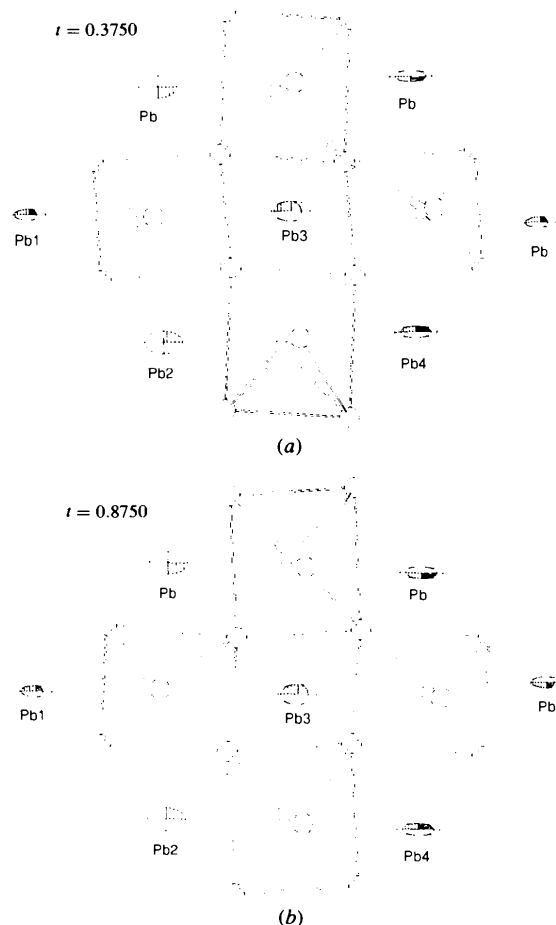 t = 0.3750
Pb Pb
Pb1 Pb3 Pb
Pb2 Pb4
(a)
t = 0.8750
Pb Pb
Pb1 Pb3 Pb
Pb2 Pb4
(b)